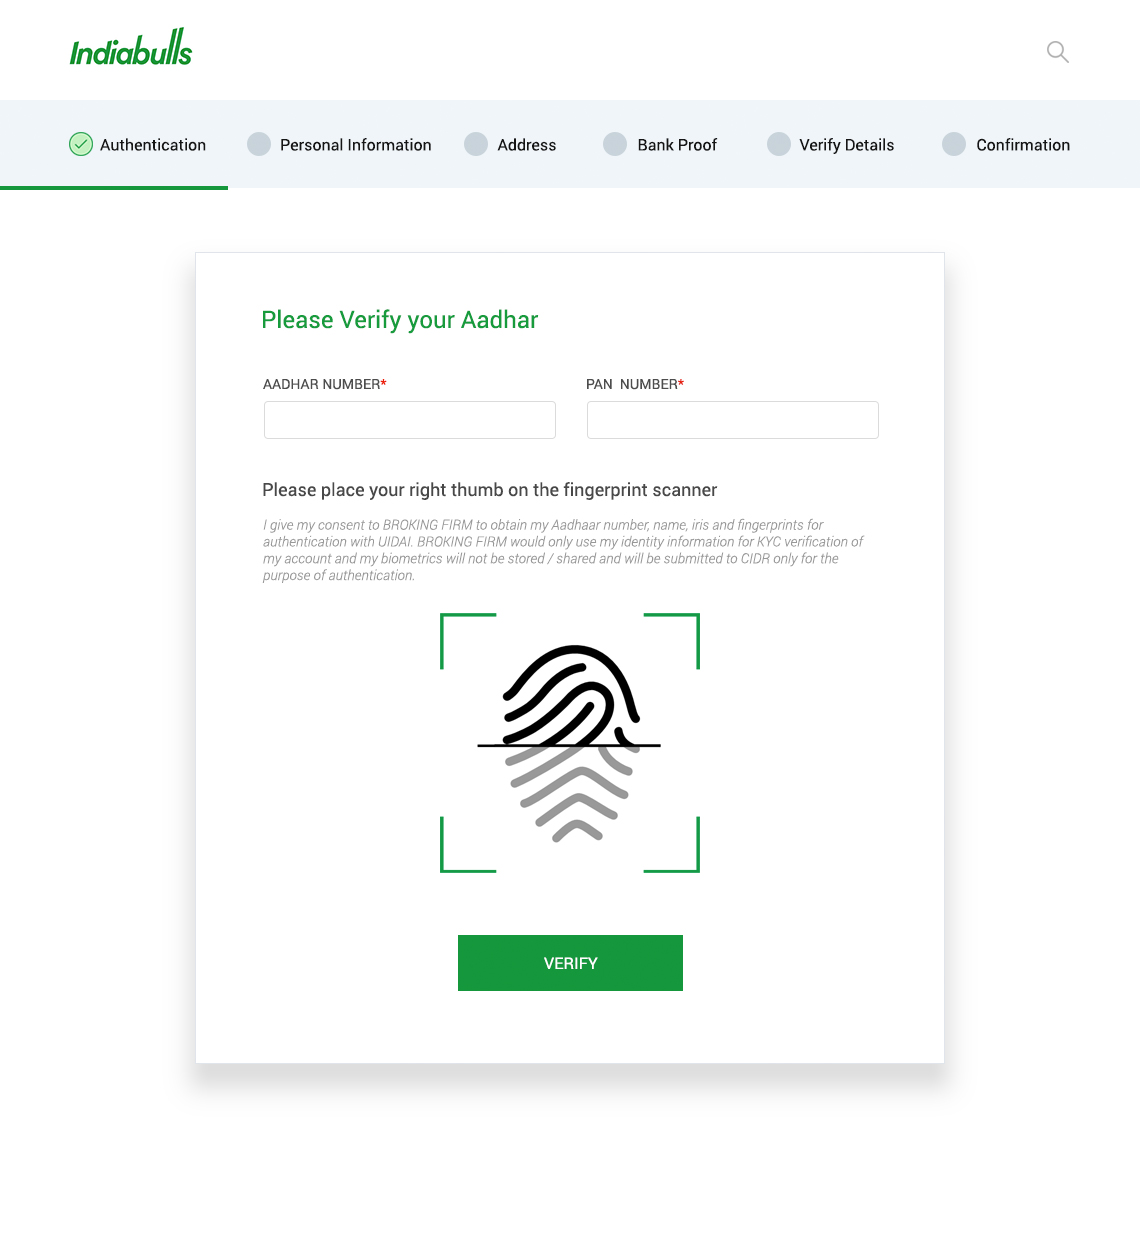 Indiabulls
Authentication
Personal Information
Address
Bank Proof
Verify Details
Confirmation
Please Verify your Aadhar
AADHAR NUMBER*
PAN NUMBER*
Please place your right thumb on the fingerprint scanner
I give my consent to BROKING FIRM to obtain my Aadhaar number, name, iris and fingerprints for
authentication with UIDAI. BROKING FIRM would only use my identity information for KYC verification of
my account and my biometrics will not be stored / shared and will be submitted to CIDR only for the
purpose of authentication.
VERIFY